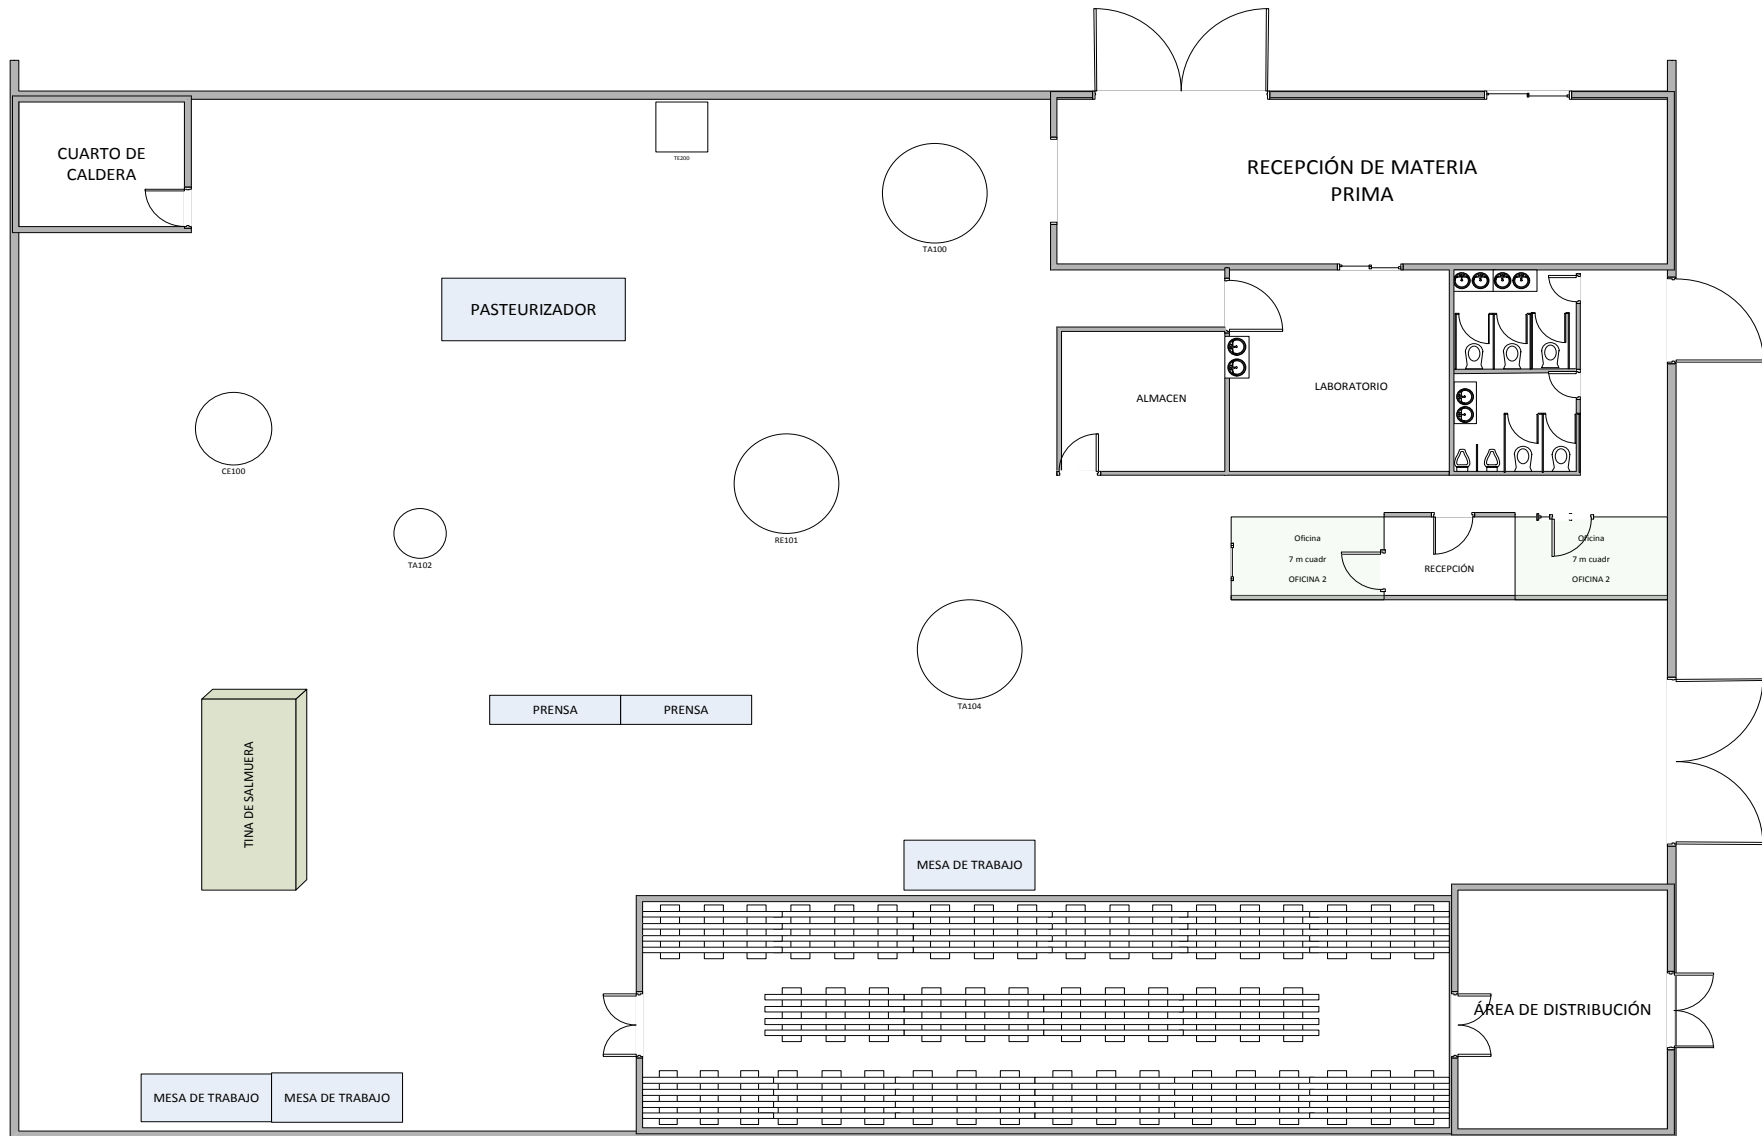 CUARTO DE
CALDERA
TE200
TA100
RECEPCIÓN DE MATERIA
PRIMA
PASTEURIZADOR
ALMACEN
LABORATORIO
CE100
TA102
RE101
Oficina
7 m cuadr
OFICINA 2
RECEPCIÓN
Oficina
7 m cuadr
OFICINA 2
TA104
PRENSA
PRENSA
TINA DE SALMUERA
MESA DE TRABAJO
ÁREA DE DISTRIBUCIÓN
MESA DE TRABAJO
MESA DE TRABAJO